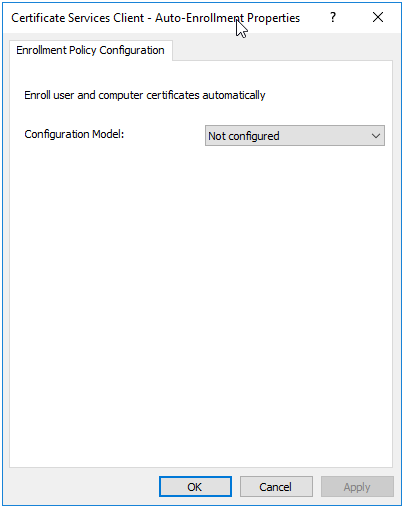 Certificate Services Client - Auto-Enrollment Properties ?
Enrollment Policy Configuration
Enroll user and computer certificates automatically
Configuration Model: Not configured
OK Cancel Apply